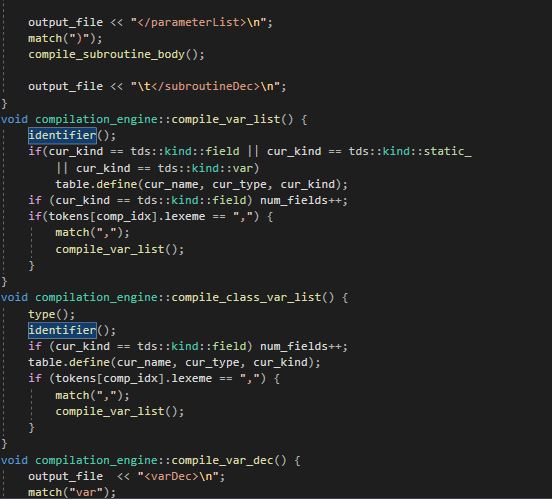 output_file << "</parameterList>\n";
match(")");
compile_subroutine_body();
output_file << "\t</subroutineDec>\n";
}
void compilation_engine::compile_var_list() {
identifier();
if(cur_kind == tds::kind::field || cur_kind == tds::kind::static_
|| cur_kind == tds::kind::var)
table.define(cur_name, cur_type, cur_kind);
if (cur_kind == tds::kind::field) num_fields++;
if(tokens[comp_idx].lexeme == ",") {
match(",");
compile_var_list();
}
}
void compilation_engine::compile_class_var_list() {
type();
identifier();
if (cur_kind == tds::kind::field) num_fields++;
table.define(cur_name, cur_type, cur_kind);
if (tokens[comp_idx].lexeme == ",") {
match(",");
compile_var_list();
}
}
void compilation_engine::compile_var_dec() {
output_file  << "<varDec>\n";
match("var");